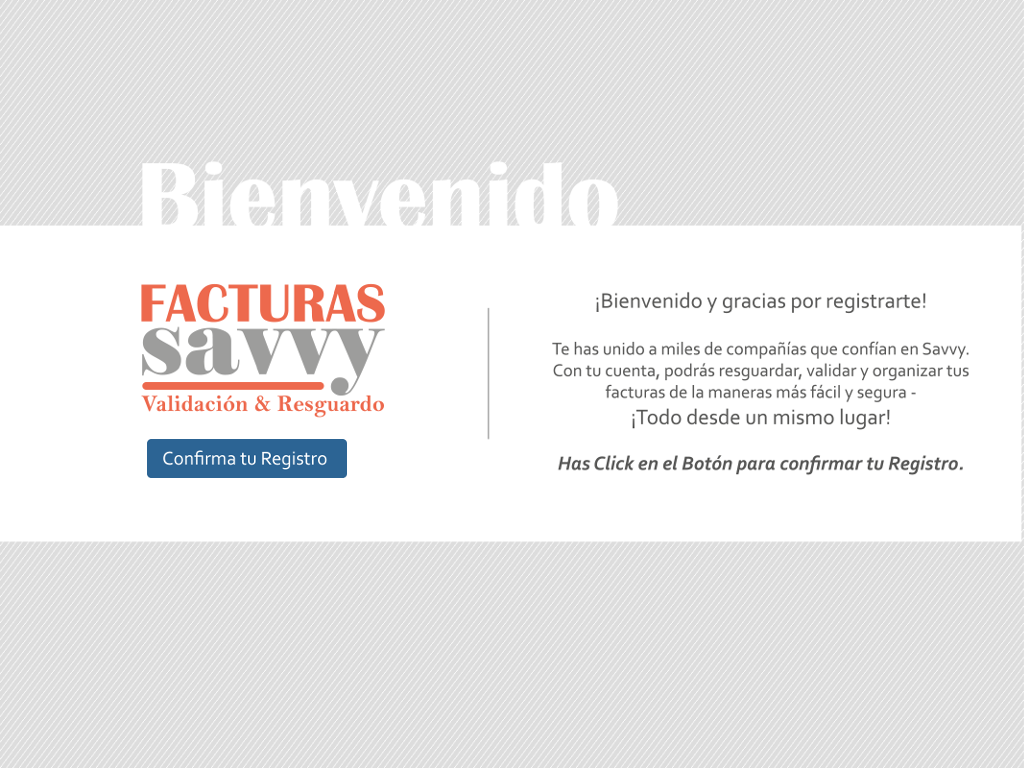 Bienvenido
FACTURAS
savvy
Validación & Resguardo
Confirma tu Registro
¡Bienvenido y gracias por registrarte!
Te has unido a miles de compañías que confían en Savvy.
Con tu cuenta, podrás resguardar, validar y organizar tus
facturas de la maneras más fácil y segura -
¡Todo desde un mismo lugar!
Has Click en el Botón para confirmar tu Registro.